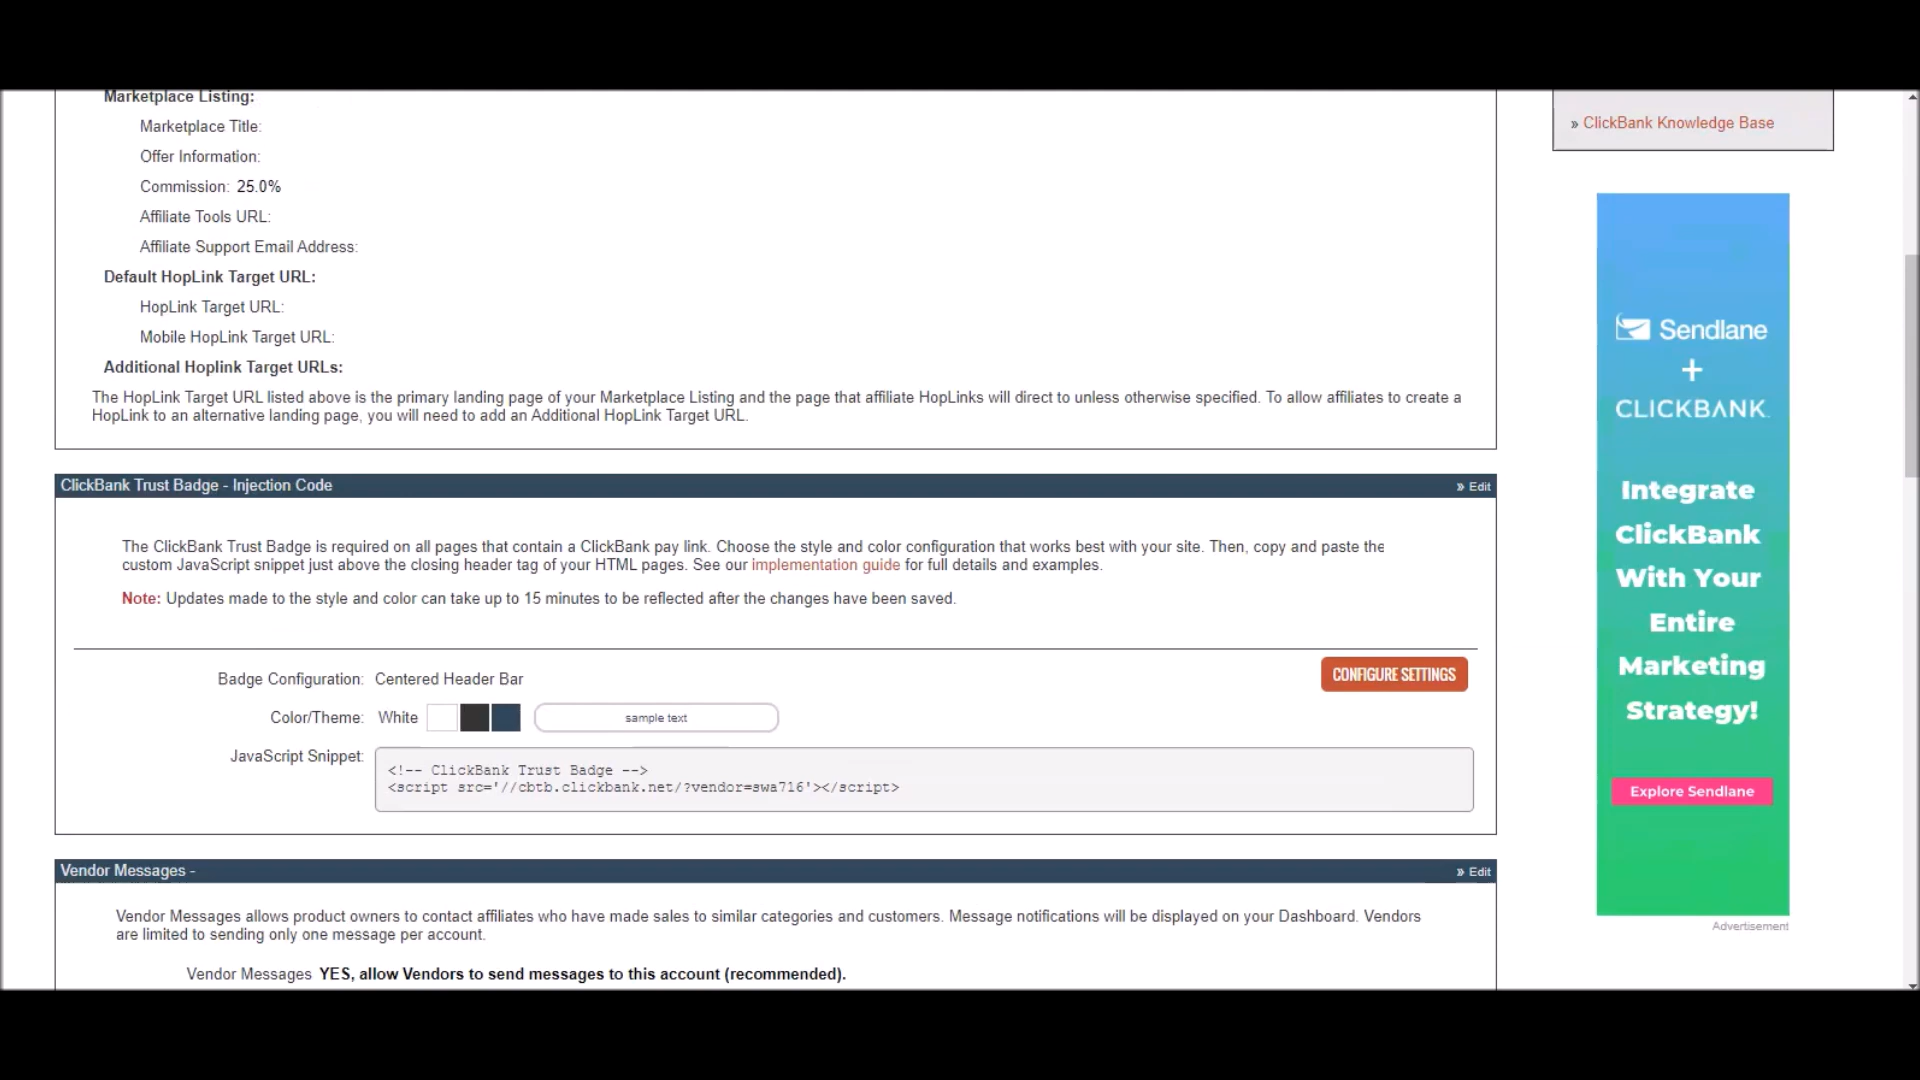 Marketplace Listing:
Marketplace Title:
Offer Information:
Commission: 25.0%
Affiliate Tools URL:
Affiliate Support Email Address:
Default HopLink Target URL:
HopLink Target URL:
Mobile HopLink Target URL:
Additional Hoplink Target URLs:
The HopLink Target URL listed above is the primary landing page of your Marketplace Listing and the page that affiliate HopLinks will direct to unless otherwise specified. To allow affiliates to create a
HopLink to an alternative landing page, you will need to add an Additional HopLink Target URL.
ClickBank Trust Badge - Injection Code
» Edit
The ClickBank Trust Badge is required on all pages that contain a ClickBank pay link. Choose the style and color configuration that works best with your site. Then, copy and paste the
custom JavaScript snippet just above the closing header tag of your HTML pages. See our implementation guide for full details and examples.
Note: Updates made to the style and color can take up to 15 minutes to be reflected after the changes have been saved.
Badge Configuration: Centered Header Bar
CONFIGURE SETTINGS
Color/Theme: White
sample text
JavaScript Snippet:
<!-- ClickBank Trust Badge -->
<script src='//cbtb.clickbank.net/?vendor=swa716'></script>
Vendor Messages -
» Edit
Vendor Messages allows product owners to contact affiliates who have made sales to similar categories and customers. Message notifications will be displayed on your Dashboard. Vendors
are limited to sending only one message per account.
Vendor Messages YES, allow Vendors to send messages to this account (recommended).
» ClickBank Knowledge Base
Sendlane
+
CLICKBANK
Integrate
ClickBank
With Your
Entire
Marketing
Strategy!
Explore Sendlane
Advertisement